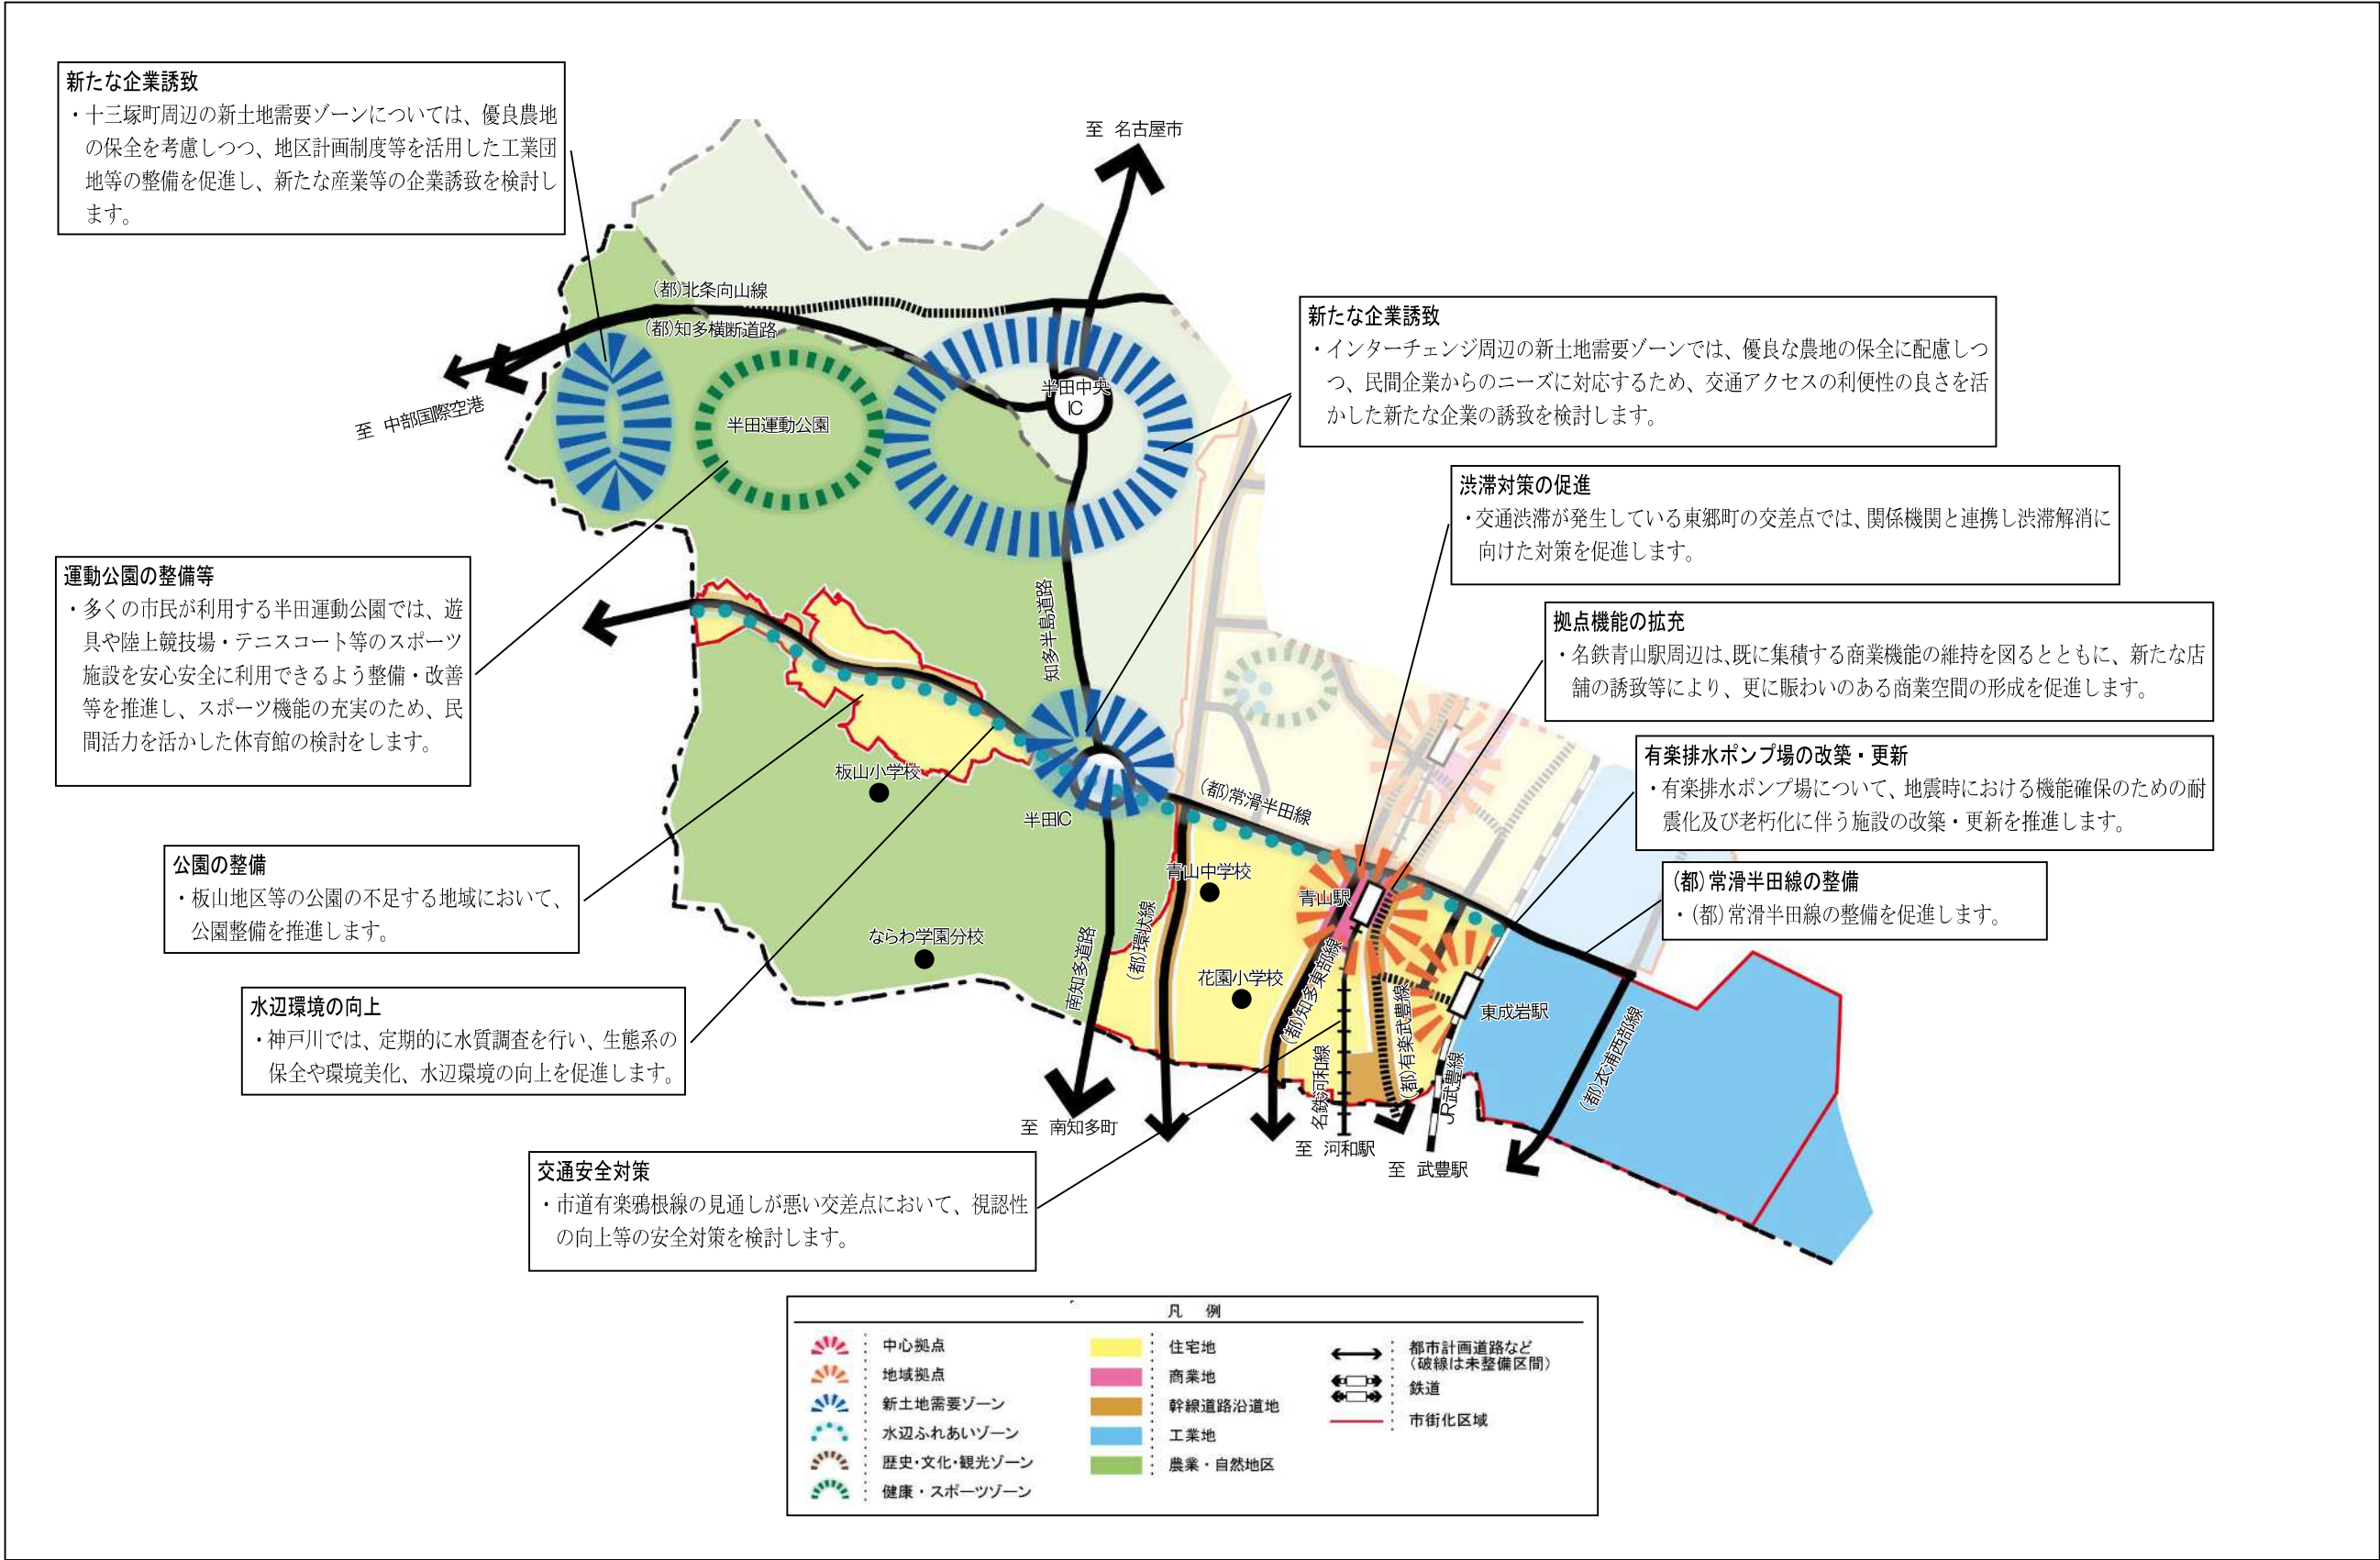 新たな企業誘致
・十三塚町周辺の新土地需要ゾーンについては、優良農地
の保全を考慮しつつ、地区計画制度等を活用した工業団
地等の整備を促進し、新たな産業等の企業誘致を検討し
ます。
至 名古屋市
(都)北条向山線
(都)知多横断道路
半田中央
IC
半田運動公園
至 中部国際空港
新たな企業誘致
・インターチェンジ周辺の新土地需要ゾーンでは、優良な農地の保全に配慮しつ
つ、民間企業からのニーズに対応するため、交通アクセスの利便性の良さを活
かした新たな企業の誘致を検討します。
渋滞対策の促進
・交通渋滞が発生している東郷町の交差点では、関係機関と連携し渋滞解消に
向けた対策を促進します。
運動公園の整備等
・多くの市民が利用する半田運動公園では、遊
具や陸上競技場・テニスコート等のスポーツ
施設を安心安全に利用できるよう整備・改善
等を推進し、スポーツ機能の充実のため、民
間活力を活かした体育館の検討をします。
知多半島道路
拠点機能の拡充
・名鉄青山駅周辺は、既に集積する商業機能の維持を図るとともに、新たな店
舗の誘致等により、更に賑わいのある商業空間の形成を促進します。
有楽排水ポンプ場の改築・更新
・有楽排水ポンプ場について、地震時における機能確保のための耐
震化及び老朽化に伴う施設の改築・更新を推進します。
板山小学校
半田IC
(都)常滑半田線
公園の整備
・板山地区等の公園の不足する地域において、
公園整備を推進します。
青山中学校
青山駅
(都)常滑半田線の整備
・(都)常滑半田線の整備を促進します。
ならわ学園分校
南知多道路
(都)環状線
花園小学校
(都)知多東部線
名鉄河和線
(都)有楽武豊線
JR武豊線
東成岩駅
(都)衣浦西部線
水辺環境の向上
・神戸川では、定期的に水質調査を行い、生態系の
保全や環境美化、水辺環境の向上を促進します。
至 南知多町
至 河和駅
至 武豊駅
交通安全対策
・市道有楽鴉根線の見通しが悪い交差点において、視認性
の向上等の安全対策を検討します。
凡 例
中心拠点
地域拠点
新土地需要ゾーン
水辺ふれあいゾーン
歴史・文化・観光ゾーン
健康・スポーツゾーン
住宅地
商業地
幹線道路沿道地
工業地
農業・自然地区
都市計画道路など
(破線は未整備区間)
鉄道
市街化区域